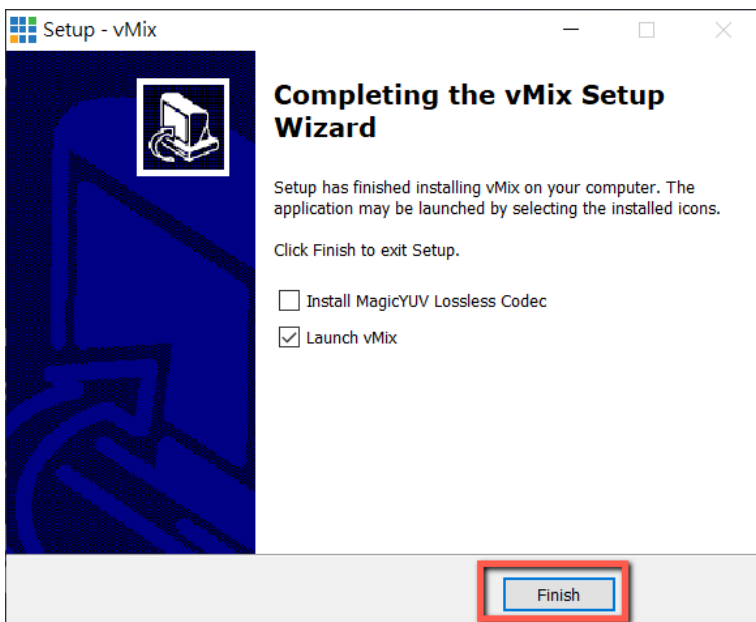 Setup - vMix
Completing the vMix Setup
Wizard
Setup has finished installing vMix on your computer. The
application may be launched by selecting the installed icons.
Click Finish to exit Setup.
Install MagicYUV Lossless Codec
Launch vMix
Finish